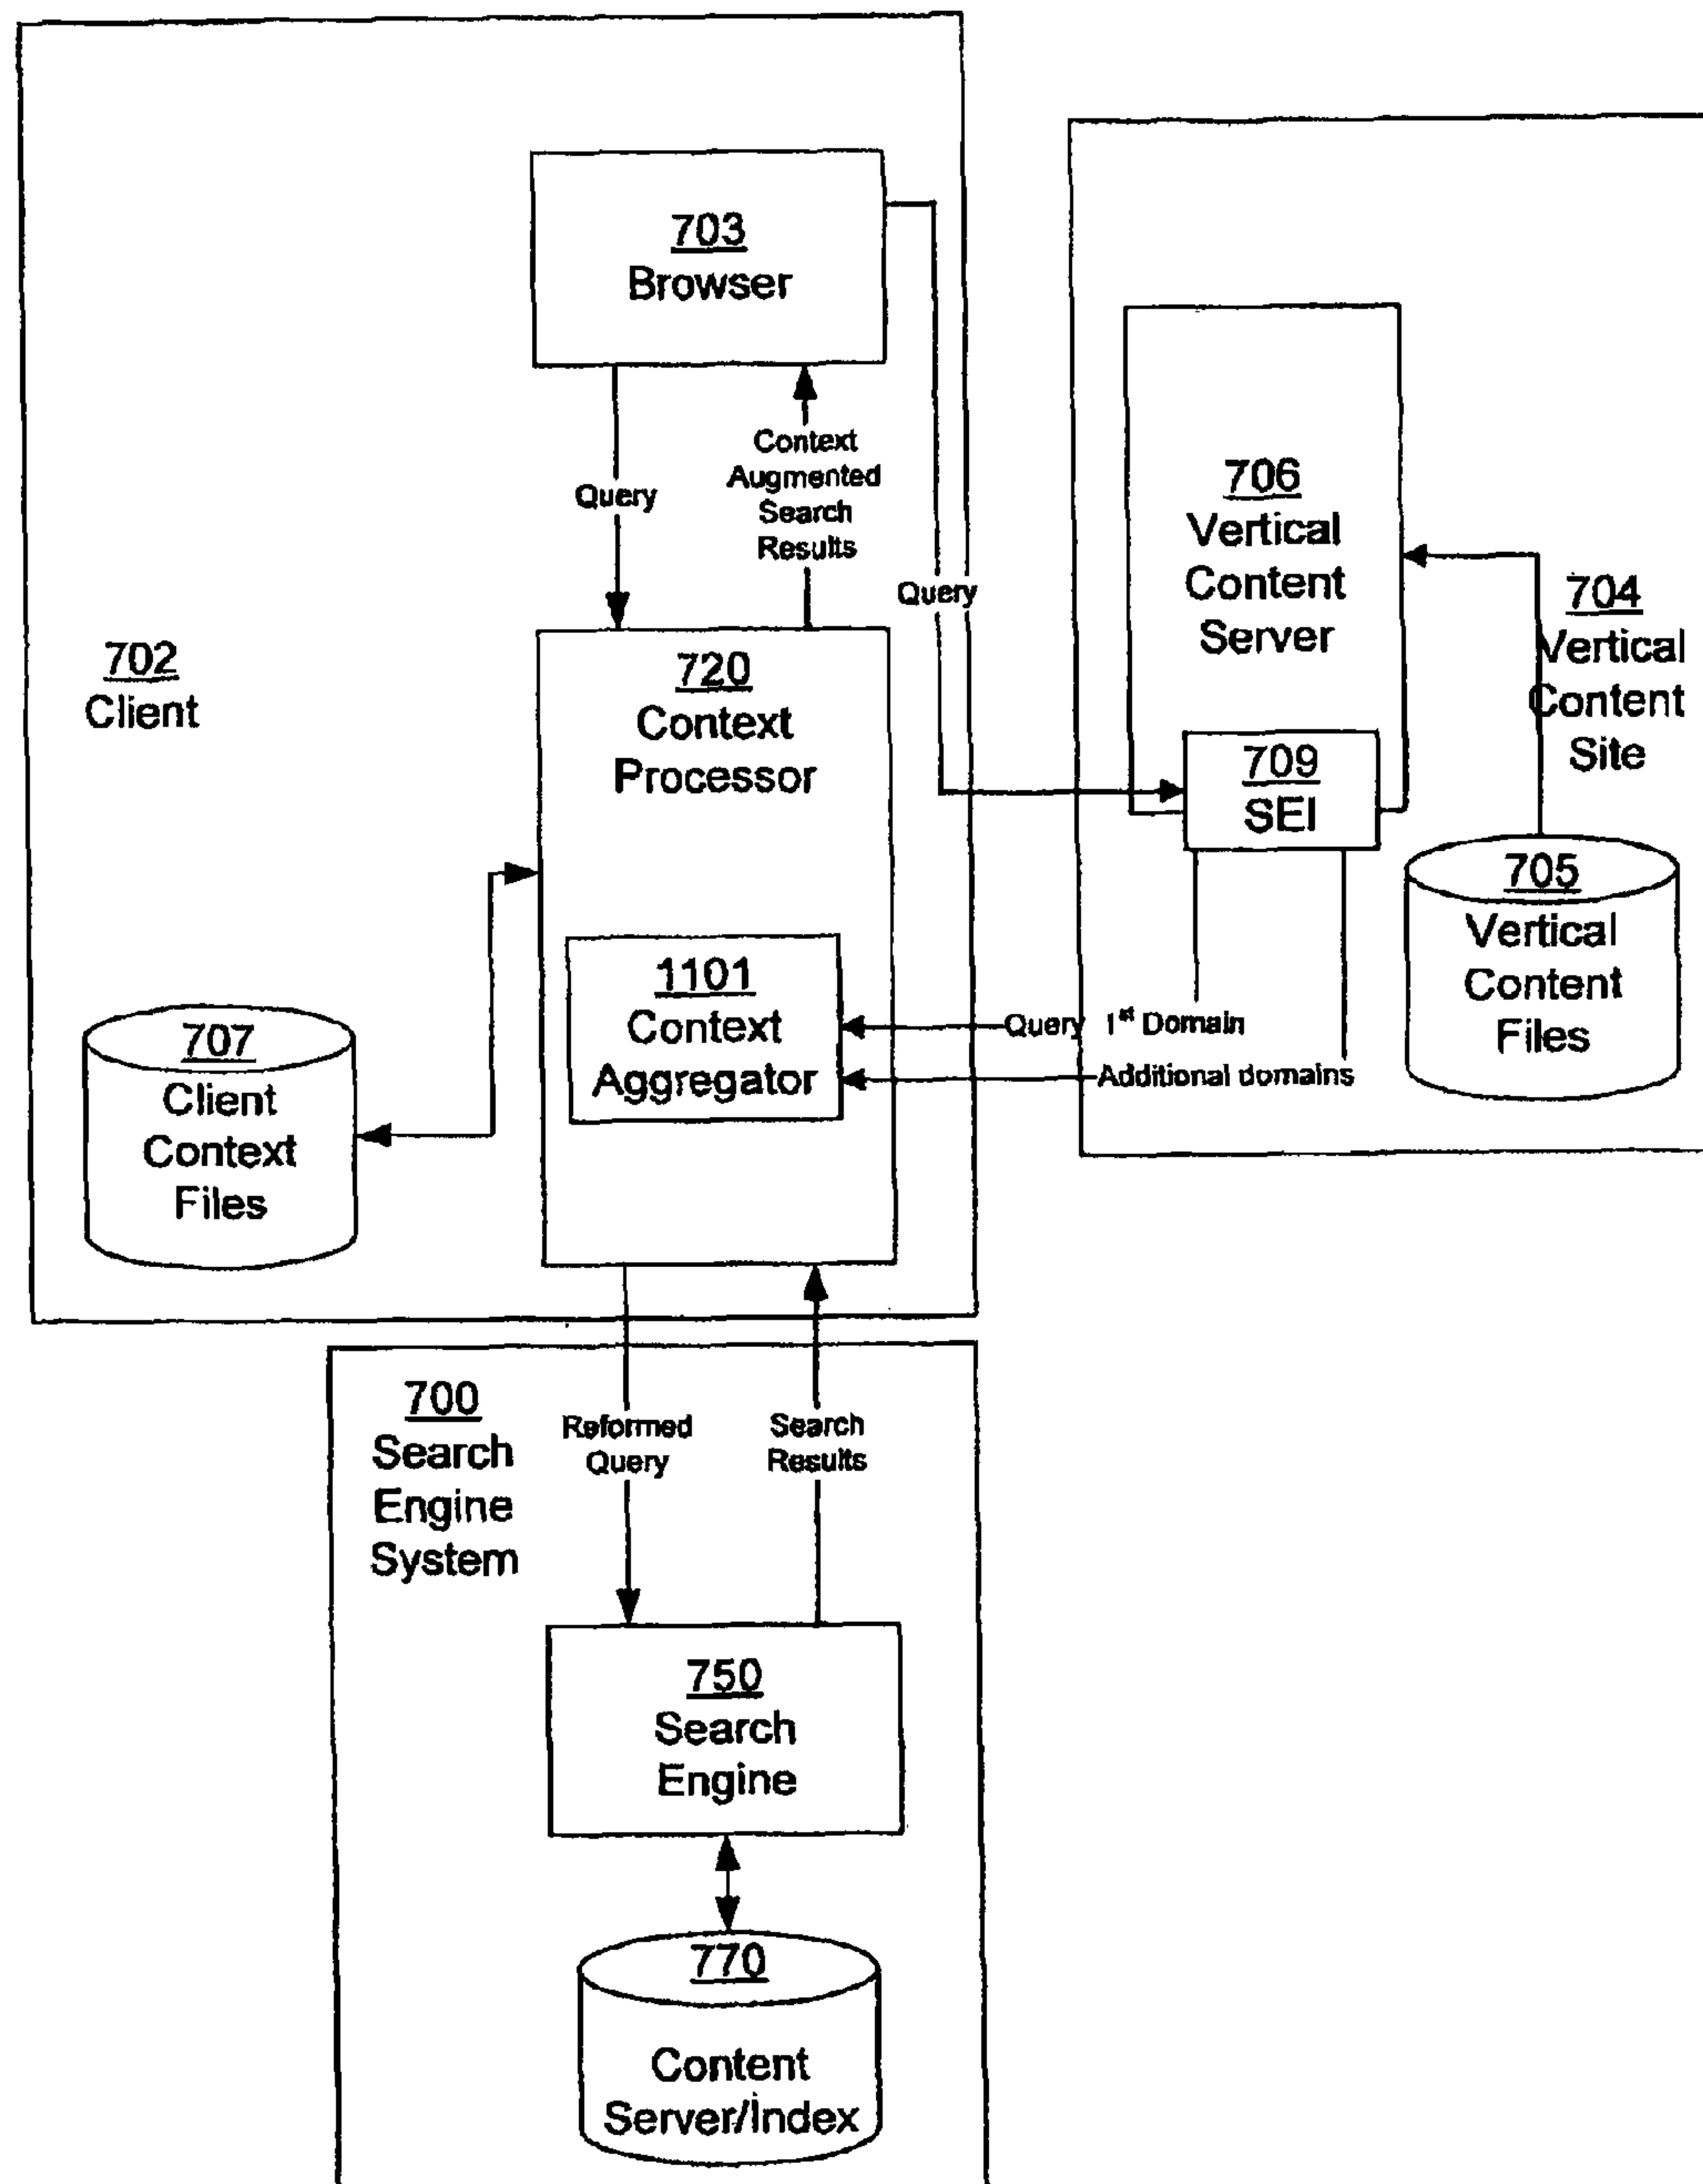 703
Browser
Query
Context
Augmented
Search
Results
Query
702
Client
720
Context
Processor
1101
Context
Aggregator
707
Client
Context
Files
706
Vertical
Content
Server
709
SEI
704
Vertical
Content
Site
705
Vertical
Content
Files
Query 1st Domain
Additional domains
700
Search
Engine
System
Reformed
Query
Search
Results
750
Search
Engine
770
Content
Server/Index